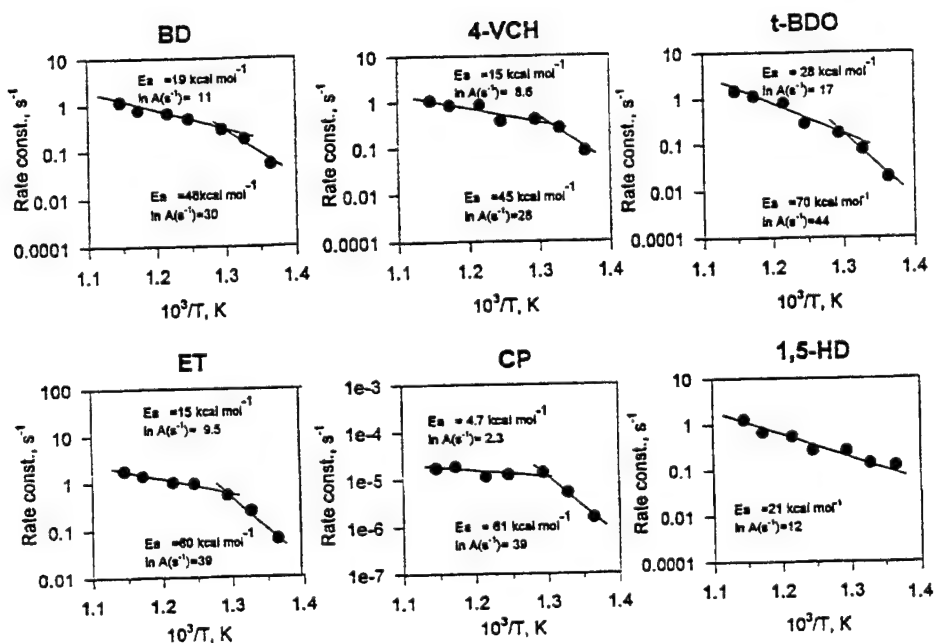 BD
Rate const., s⁻¹
10
1
0.1
0.01
0.0001
Ea =19 kcal mol⁻¹
ln A(s⁻¹)= 11
Ea =48kcal mol⁻¹
ln A(s⁻¹)=30
1.1 1.2 1.3 1.4
10³/T, K
4-VCH
Rate const., s⁻¹
10
1
0.1
0.01
0.0001
Ea =15 kcal mol⁻¹
ln A(s⁻¹)= 8.6
Ea =45 kcal mol⁻¹
ln A(s⁻¹)=28
1.1 1.2 1.3 1.4
10³/T, K
t-BDO
Rate const., s⁻¹
10
1
0.1
0.01
0.0001
Ea = 28 kcal mol⁻¹
ln A(s⁻¹)= 17
Ea =70 kcal mol⁻¹
ln A(s⁻¹)=44
1.1 1.2 1.3 1.4
10³/T, K
ET
Rate const., s⁻¹
100
10
1
0.1
0.01
Ea =15 kcal mol⁻¹
ln A(s⁻¹)= 9.5
Ea =60 kcal mol⁻¹
ln A(s⁻¹)=39
1.1 1.2 1.3 1.4
10³/T, K
CP
Rate const., s⁻¹
1e-3
1e-4
1e-5
1e-6
1e-7
Ea = 4.7 kcal mol⁻¹
ln A(s⁻¹)= 2.3
Ea =61 kcal mol⁻¹
ln A(s⁻¹)= 39
1.1 1.2 1.3 1.4
10³/T, K
1,5-HD
Rate const., s⁻¹
10
1
0.1
0.01
0.0001
Ea =21 kcal mol⁻¹
ln A(s⁻¹)=12
1.1 1.2 1.3 1.4
10³/T, K